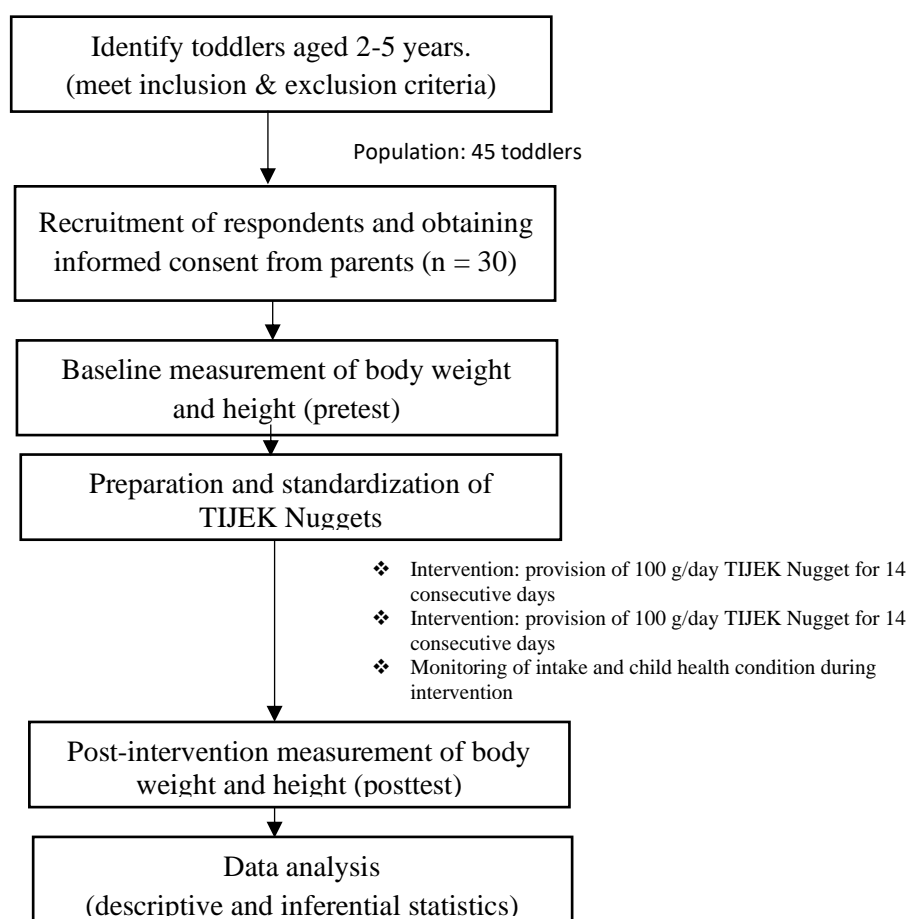 Identify toddlers aged 2-5 years.
(meet inclusion & exclusion criteria)
Population: 45 toddlers
Recruitment of respondents and obtaining
informed consent from parents (n = 30)
Baseline measurement of body weight
and height (pretest)
Preparation and standardization of
TIJEK Nuggets
❖ Intervention: provision of 100 g/day TIJEK Nugget for 14
consecutive days
❖ Intervention: provision of 100 g/day TIJEK Nugget for 14
consecutive days
❖ Monitoring of intake and child health condition during
intervention
Post-intervention measurement of body
weight and height (posttest)
Data analysis
(descriptive and inferential statistics)